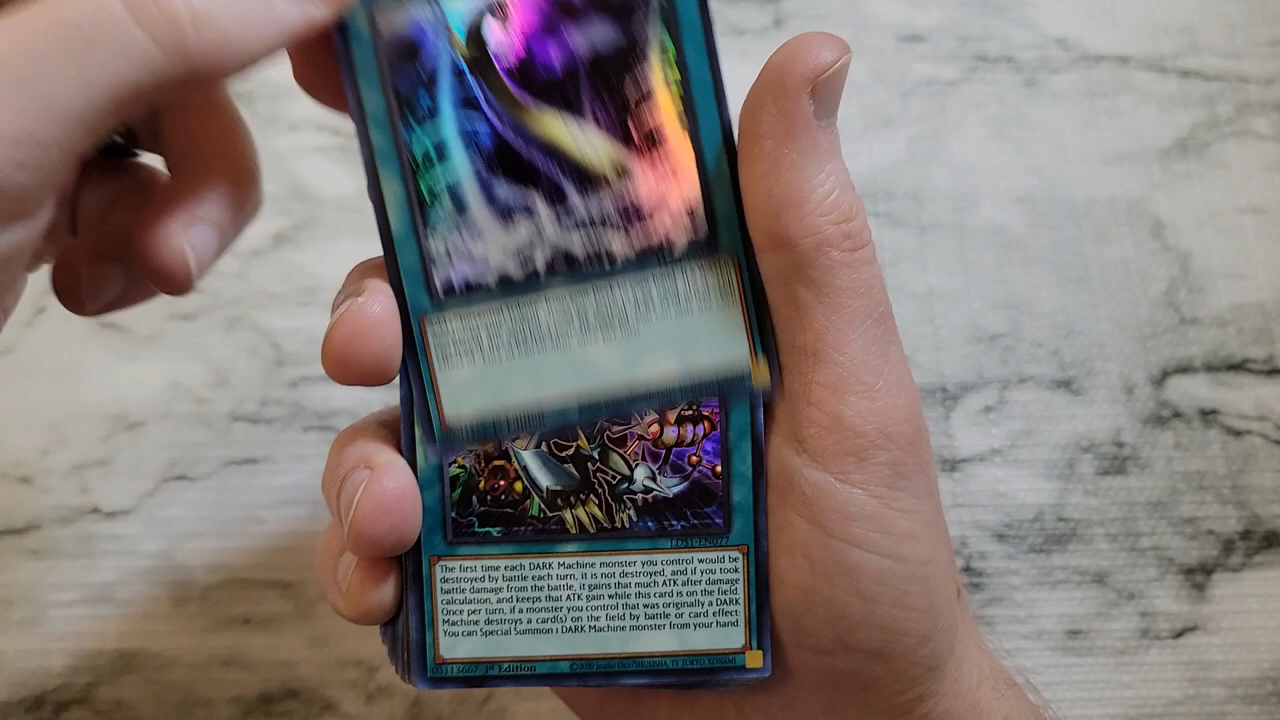 LDS1-EN077
The first time each DARK Machine monster you control would be
destroyed by battle each turn, it is not destroyed, and if you took
battle damage from the battle, it gains that much ATK after damage
calculation, and keeps that ATK gain while this card is on the field.
Once per turn, if a monster you control that was originally a DARK
Machine destroys a card(s) on the field by battle or card effect:
You can Special Summon 1 DARK Machine monster from your hand.
03113667 1st Edition ©2020 Studio Dice/SHUEISHA, TV TOKYO, KONAMI